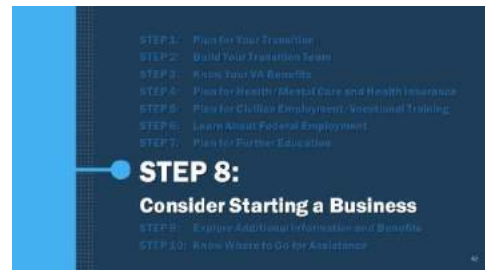 STEP 1: Plan for Your Transition
STEP 2: Build Your Transition Team
STEP 3: Know Your VA Benefits
STEP 4: Plan for Health/Mental Care and Health Insurance
STEP 5: Plan for Civilian Employment/Vocational Training
STEP 6: Learn About Federal Employment
STEP 7: Plan for Further Education
STEP 8:
Consider Starting a Business
STEP 9: Explore Additional Information and Benefits
STEP 10: Know Where to Go for Assistance